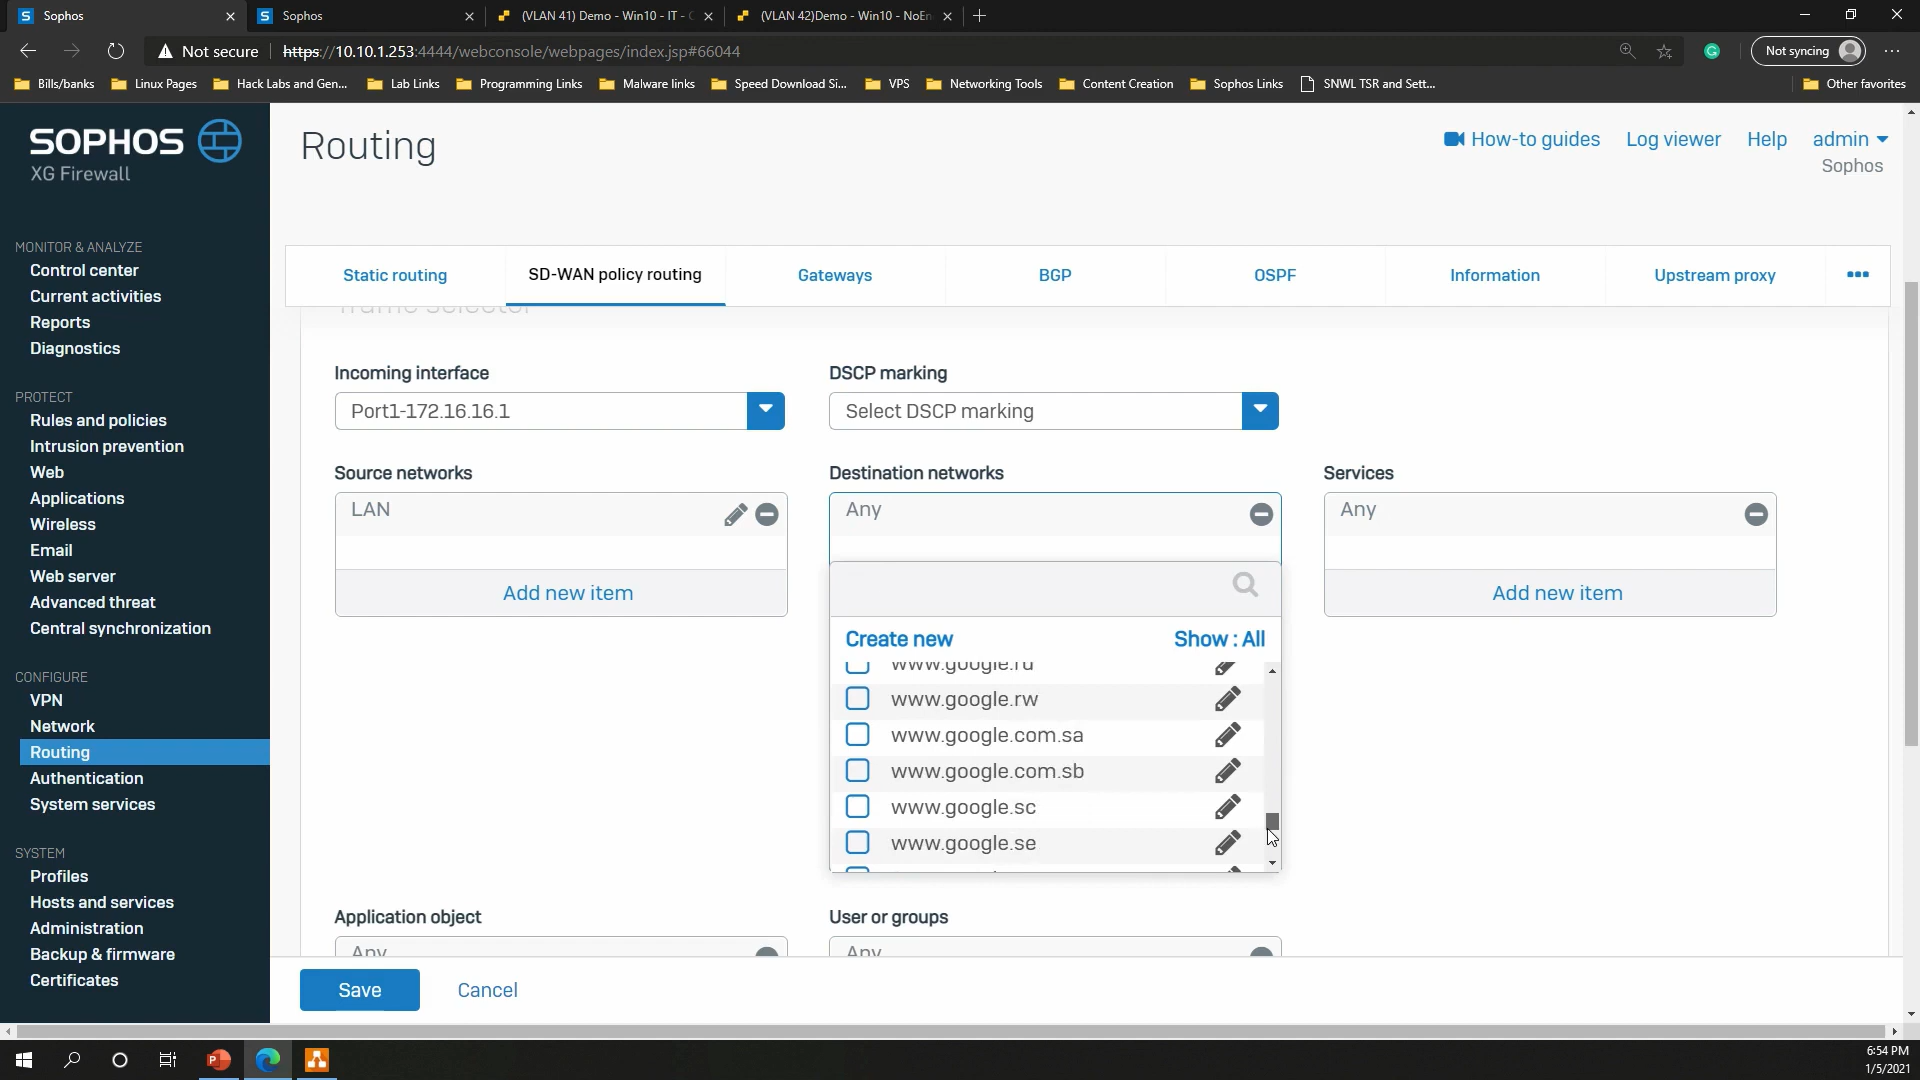 Sophos
Sophos
(VLAN 41) Demo - Win10 - IT -
(VLAN 42)Demo - Win10 - NoEn
Not secure
https://10.10.1.253:4444/webconsole/webpages/index.jsp#66044
Not syncing
Bills/banks
Linux Pages
Hack Labs and Gen...
Lab Links
Programming Links
Malware links
Speed Download Si...
VPS
Networking Tools
Content Creation
Sophos Links
SNWL TSR and Sett...
Other favorites
SOPHOS
XG Firewall
Routing
How-to guides
Log viewer
Help
admin
Sophos
MONITOR & ANALYZE
Control center
Current activities
Reports
Diagnostics
PROTECT
Rules and policies
Intrusion prevention
Web
Applications
Wireless
Email
Web server
Advanced threat
Central synchronization
CONFIGURE
VPN
Network
Routing
Authentication
System services
SYSTEM
Profiles
Hosts and services
Administration
Backup & firmware
Certificates
Static routing
SD-WAN policy routing
Gateways
BGP
OSPF
Information
Upstream proxy
Traffic selector
Incoming interface
Port1-172.16.16.1
DSCP marking
Select DSCP marking
Source networks
LAN
Add new item
Destination networks
Any
Create new
Show : All
www.google.ru
www.google.rw
www.google.com.sa
www.google.com.sb
www.google.sc
www.google.se
Services
Any
Add new item
Application object
Any
User or groups
Any
Save
Cancel
6:54 PM
1/5/2021